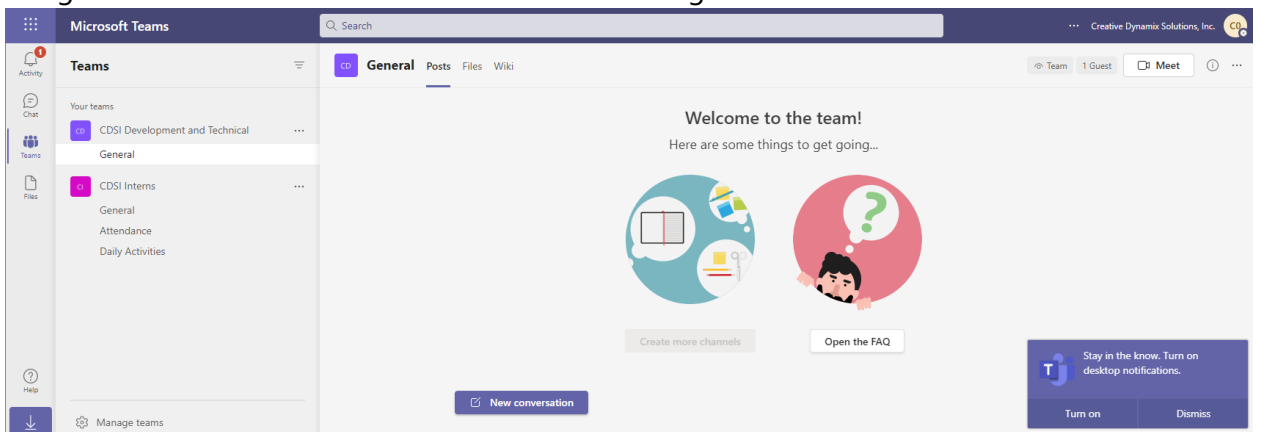 Microsoft Teams
Search
Creative Dynamix Solutions, Inc.
1
Activity
Chat
Teams
Files
Help
Teams
Your teams
CD CDSI Development and Technical
General
CI CDSI Interns
General
Attendance
Daily Activities
Manage teams
CD General Posts Files Wiki
Team 1 Guest Meet
Welcome to the team!
Here are some things to get going...
?
Create more channels Open the FAQ
New conversation
T
Stay in the know. Turn on
desktop notifications.
Turn on Dismiss